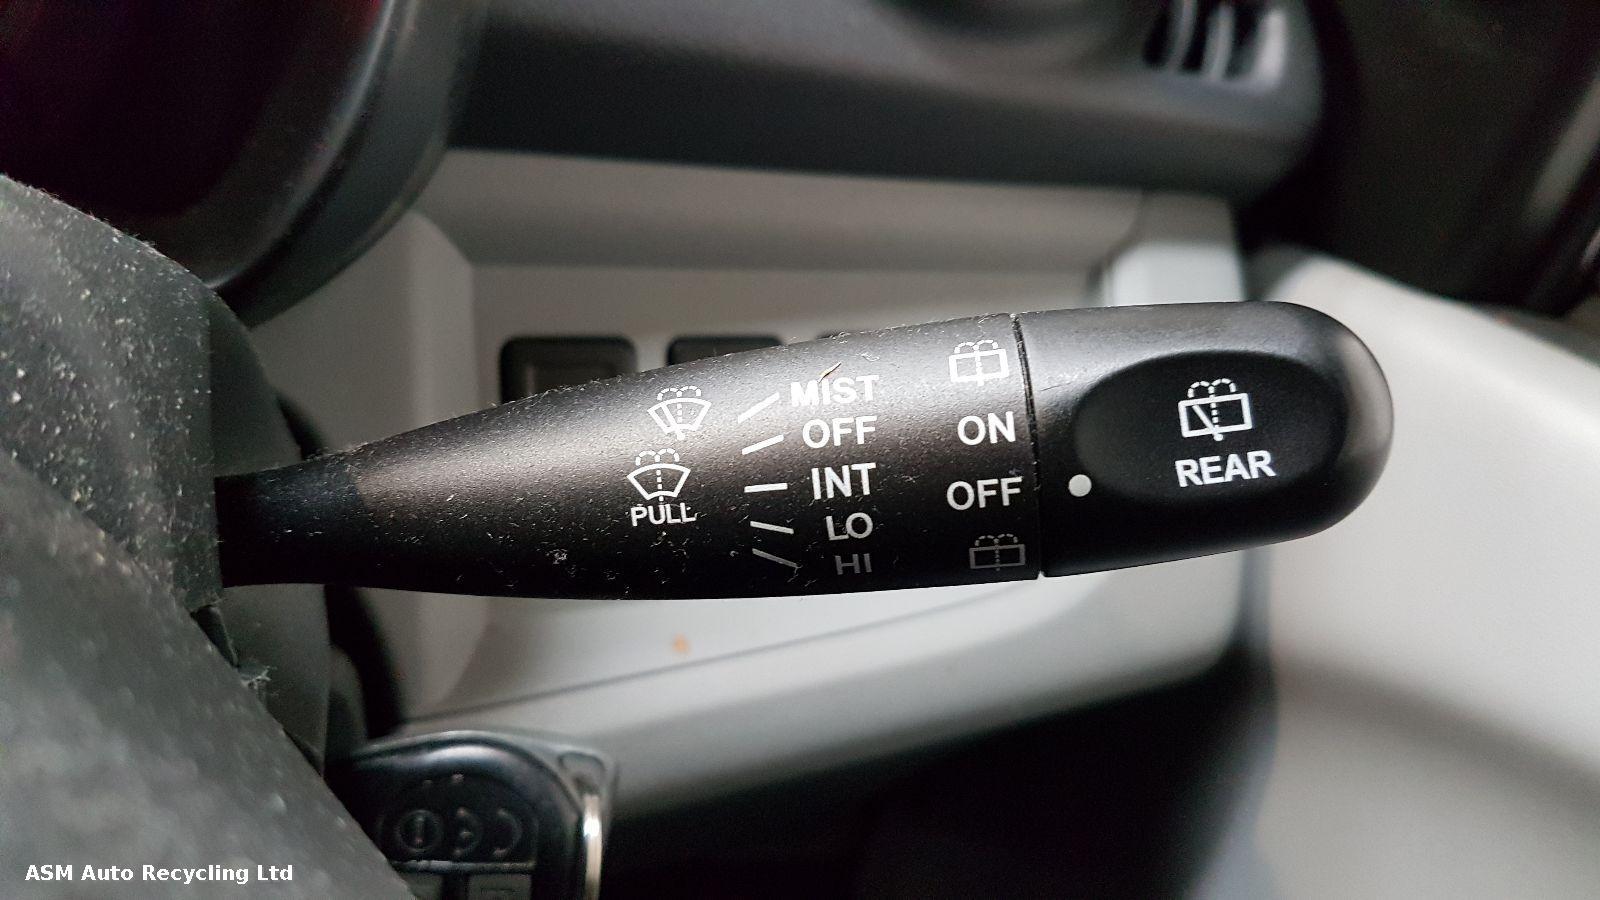 MIST
OFF
INT
LO
HI
PULL
ON
OFF
REAR
ASM Auto Recycling Ltd